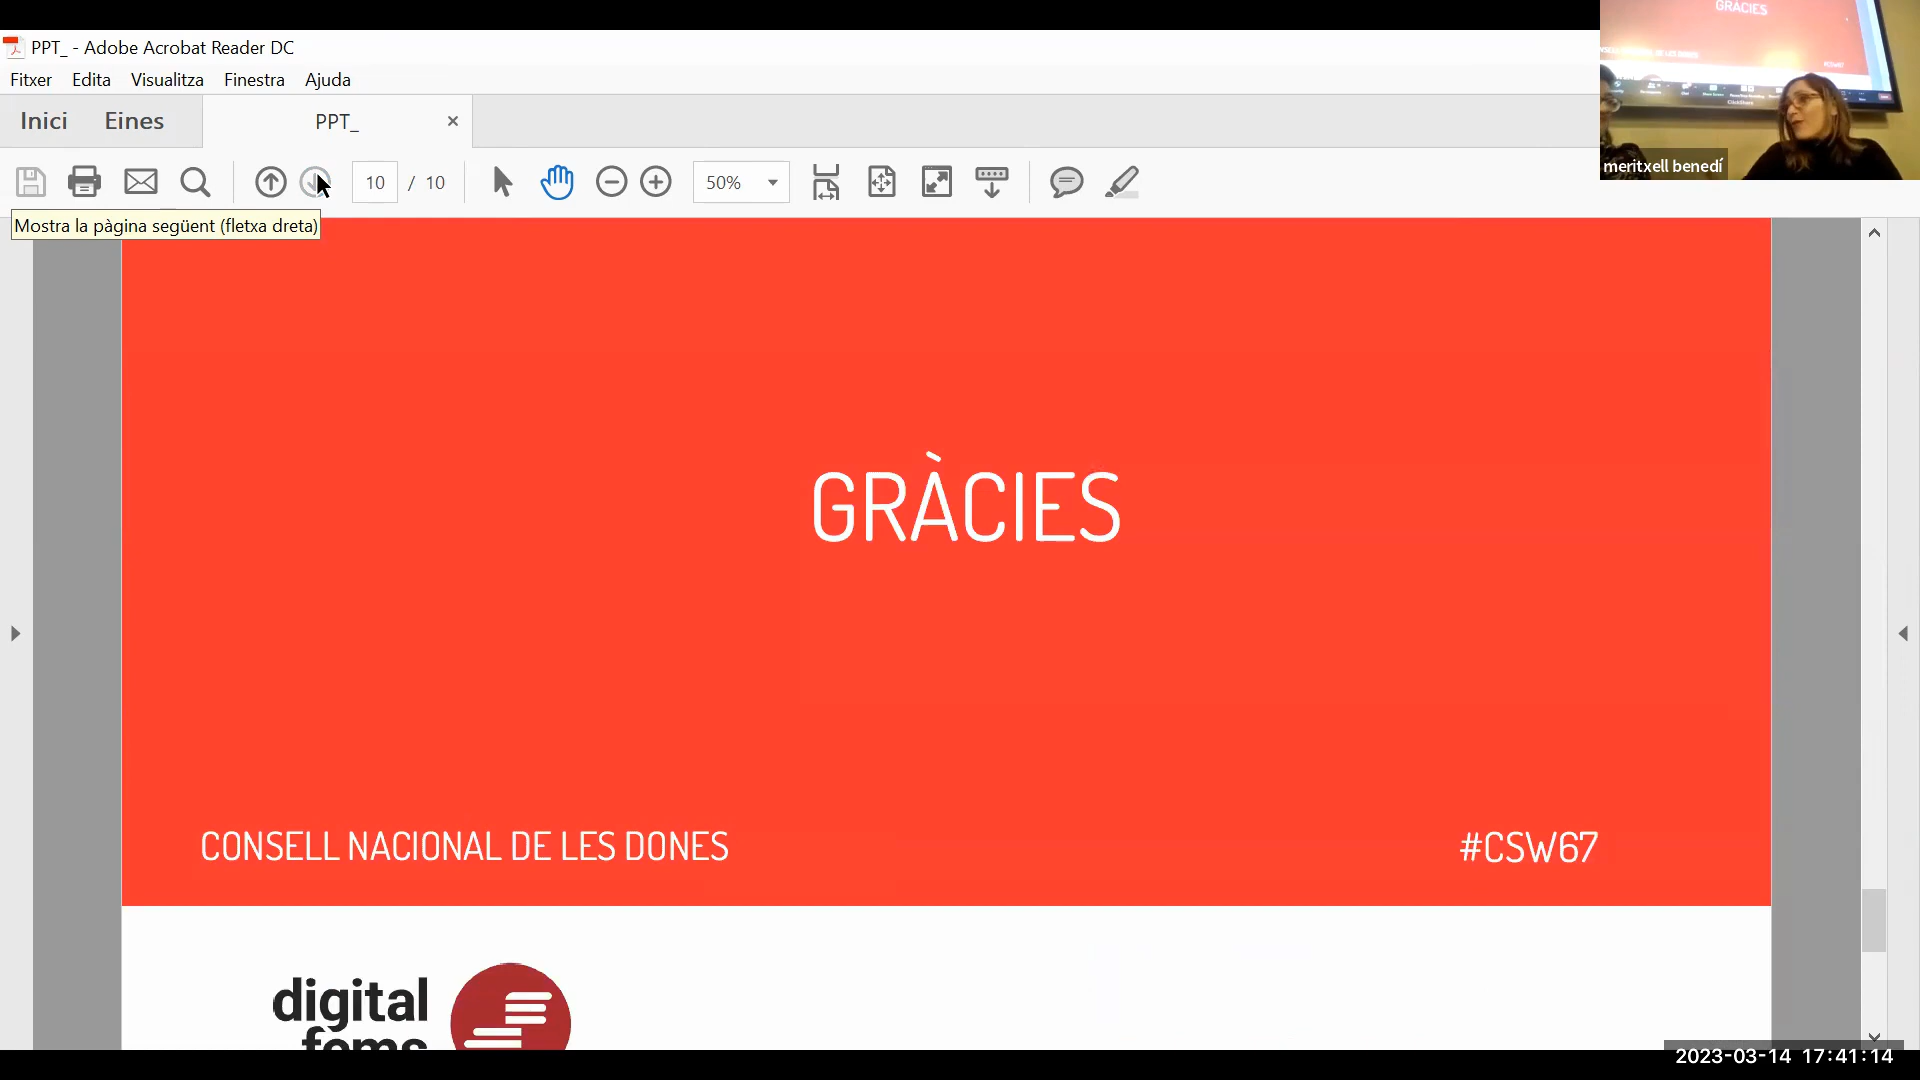 PPT_ - Adobe Acrobat Reader DC
Fitxer Edita Visualitza Finestra Ajuda
Inici Eines PPT_ ×
10 / 10 50%
Mostra la pàgina següent (fletxa dreta)
GRÀCIES
meritxell benedí
GRÀCIES
CONSELL NACIONAL DE LES DONES #CSW67
digital
fems
2023-03-14 17:41:14